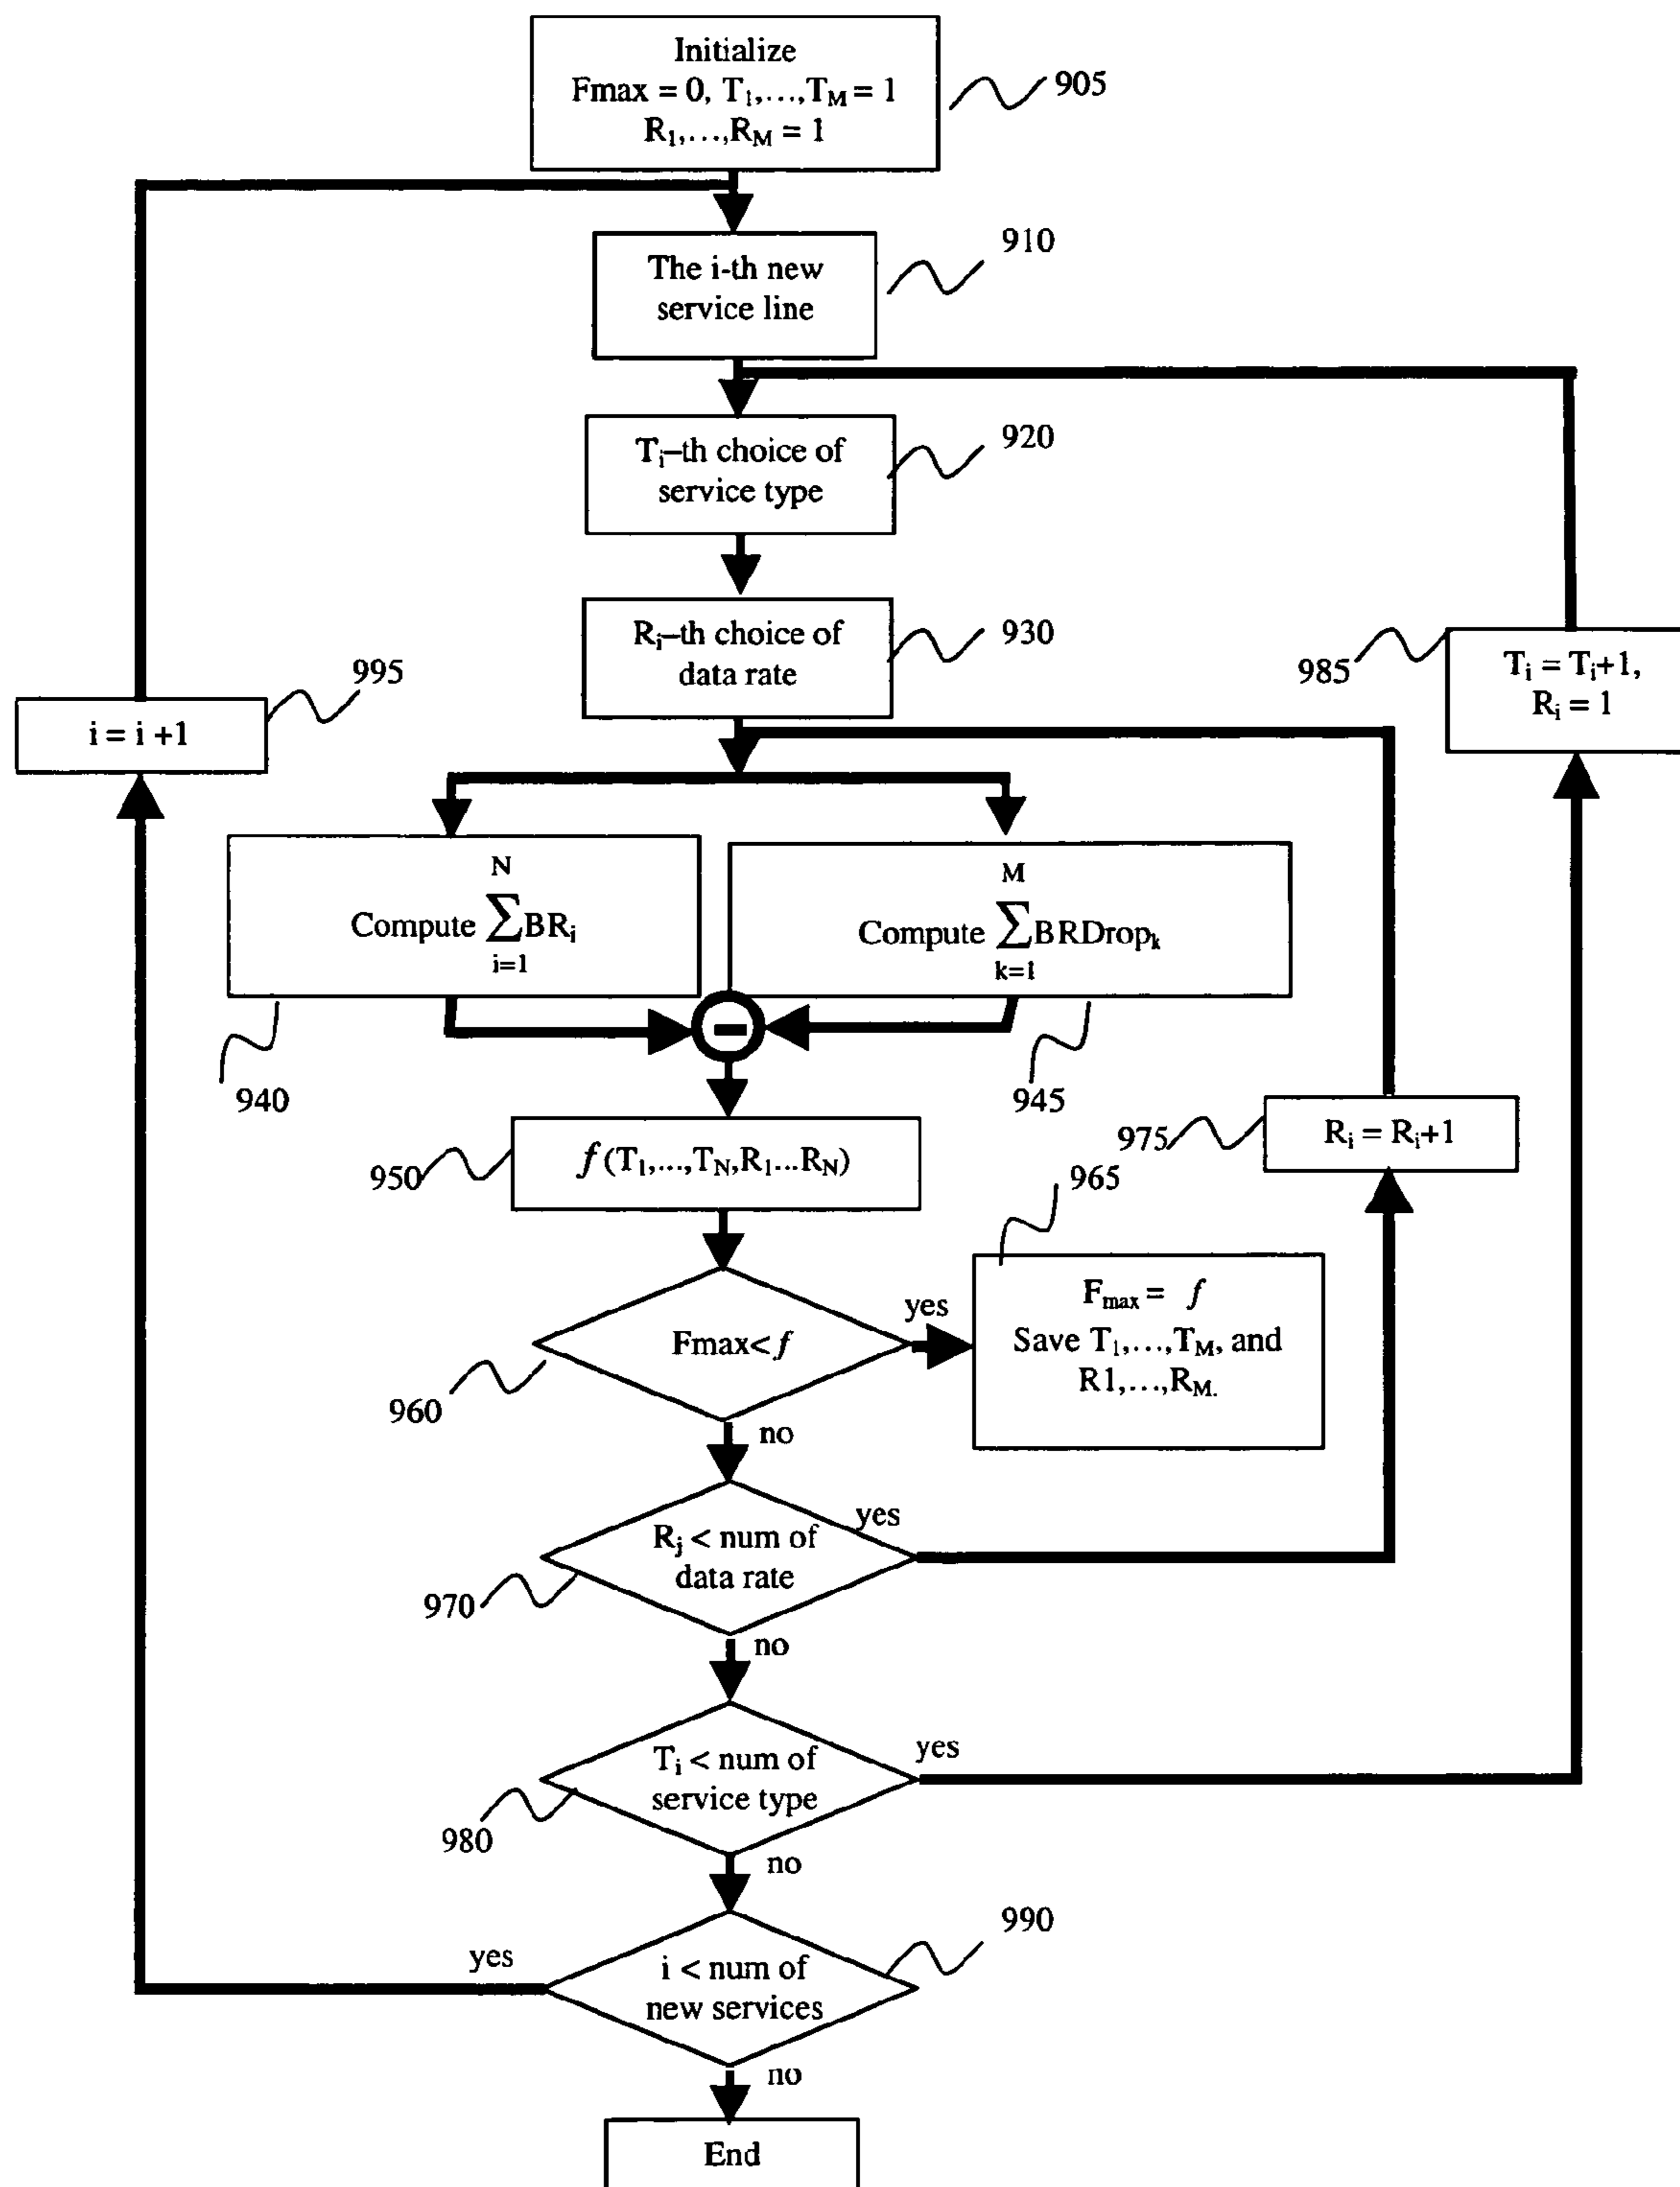 Initialize
Fmax = 0, T1,...,TM = 1
R1,...,RM = 1
905
The i-th new
service line
910
Ti–th choice of
service type
920
Ri–th choice of
data rate
930
985
Ti = Ti+1,
Ri = 1
995
i = i +1
N
Compute ∑BRi
i=1
M
Compute ∑BRDropk
k=1
–
940
945
975
Ri = Ri+1
950
f (T1,...,TN,R1...RN)
965
Fmax = f
Save T1,...,TM, and
R1,...,RM.
yes
Fmax< f
960
no
yes
Rj < num of
data rate
970
no
Ti < num of
service type
yes
980
no
990
yes
i < num of
new services
no
End